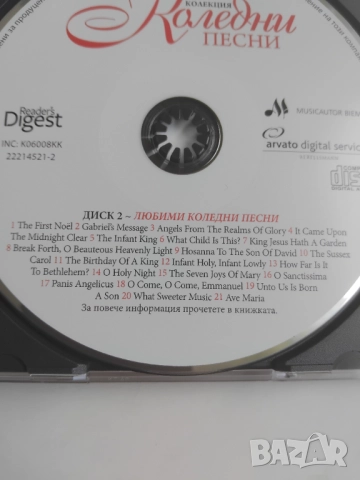 КОЛЕКЦИЯ
Коледни
ПЕСНИ
Reader's
Digest
INC: K06008KK
22214521-2
arvato digital service
ДИСК 2 – ЛЮБИМИ КОЛЕДНИ ПЕСНИ
1 The First Noël 2 Gabriel's Message 3 Angels From The Realms Of Glory 4 It Came Upon
The Midnight Clear 5 The Infant King 6 What Child Is This? 7 King Jesus Hath A Garden
8 Break Forth, O Beauteous Heavenly Light 9 Hosanna To The Son Of David 10 The Sussex
Carol 11 The Birthday Of A King 12 Infant Holy, Infant Lowly 13 How Far Is It
To Bethlehem? 14 O Holy Night 15 The Seven Joys Of Mary 16 O Sanctissima
17 Panis Angelicus 18 O Come, O Come, Emmanuel 19 Unto Us Is Born
A Son 20 What Sweeter Music 21 Ave Maria
За повече информация прочетете в книжката.
BAZAR